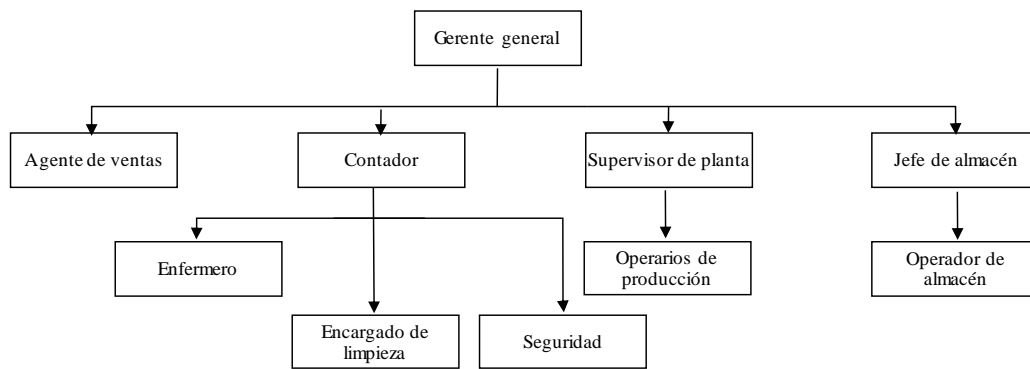 Gerente general
Agente de ventas
Contador
Supervisor de planta
Jefe de almacén
Enfermero
Operarios de
producción
Operador de
almacén
Encargado de
limpieza
Seguridad